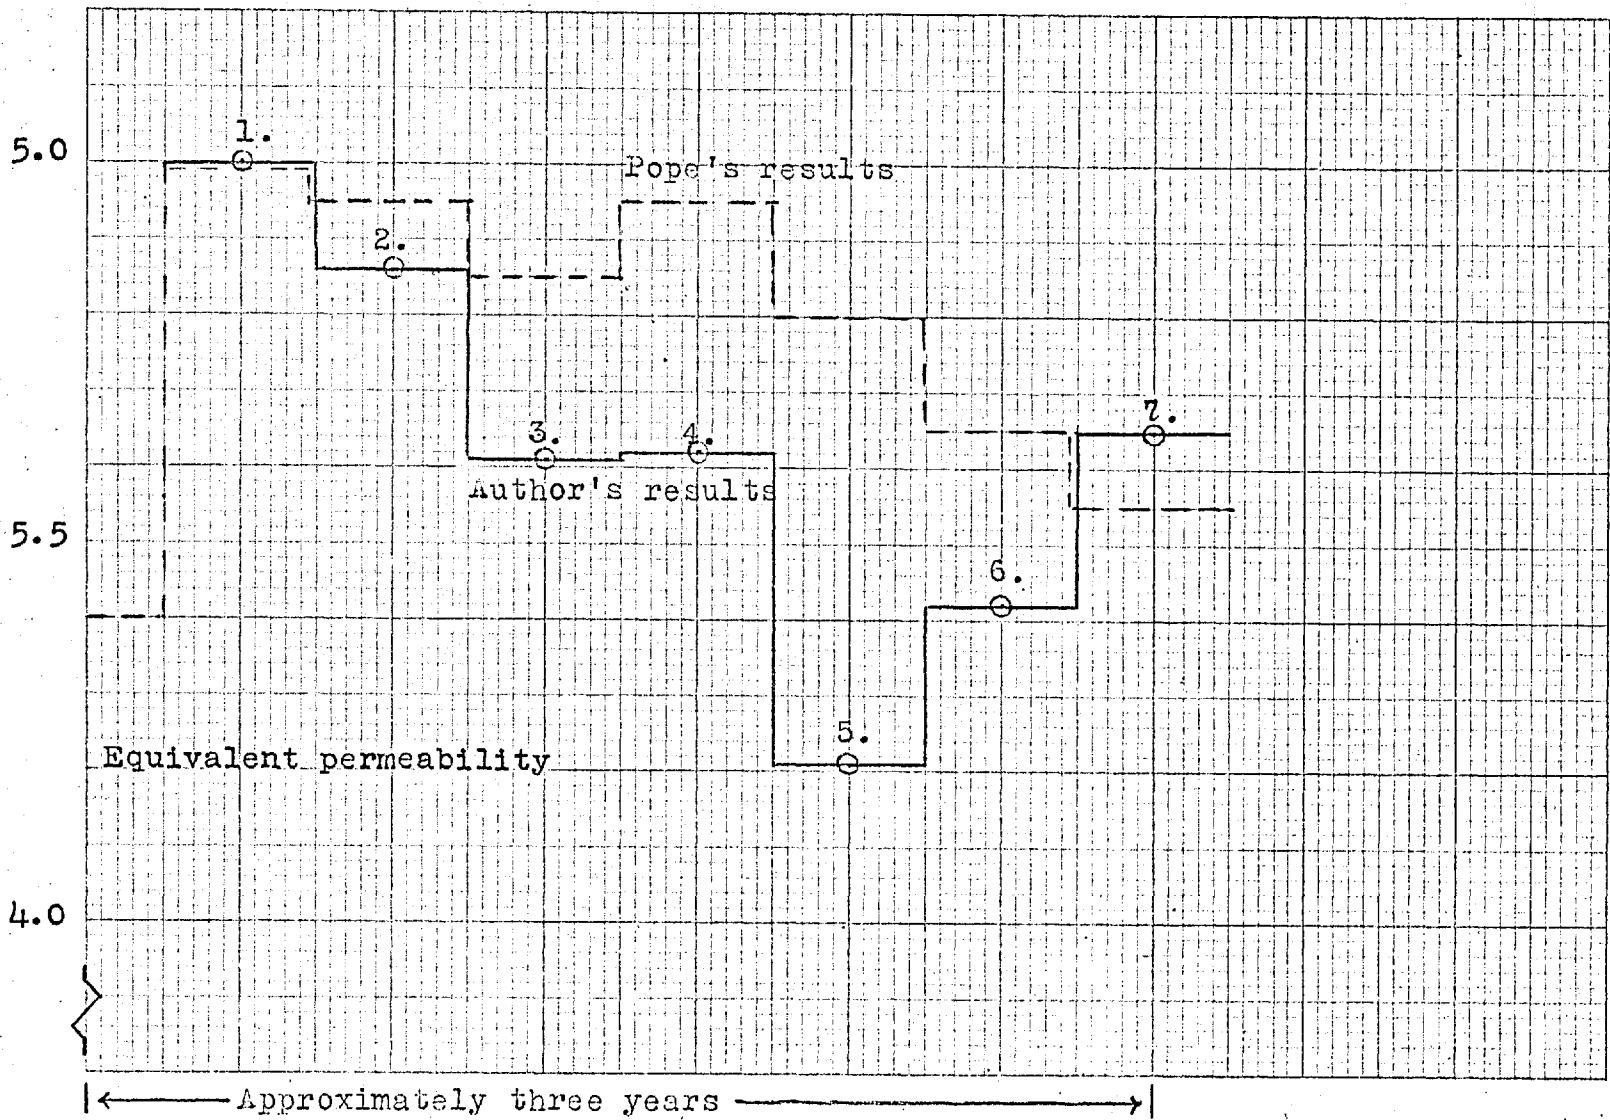 1.
5.0
Pope's results
2.
7.
3.
4.
Author's results
5.5
6.
5.
Equivalent permeability
4.0
Approximately three years